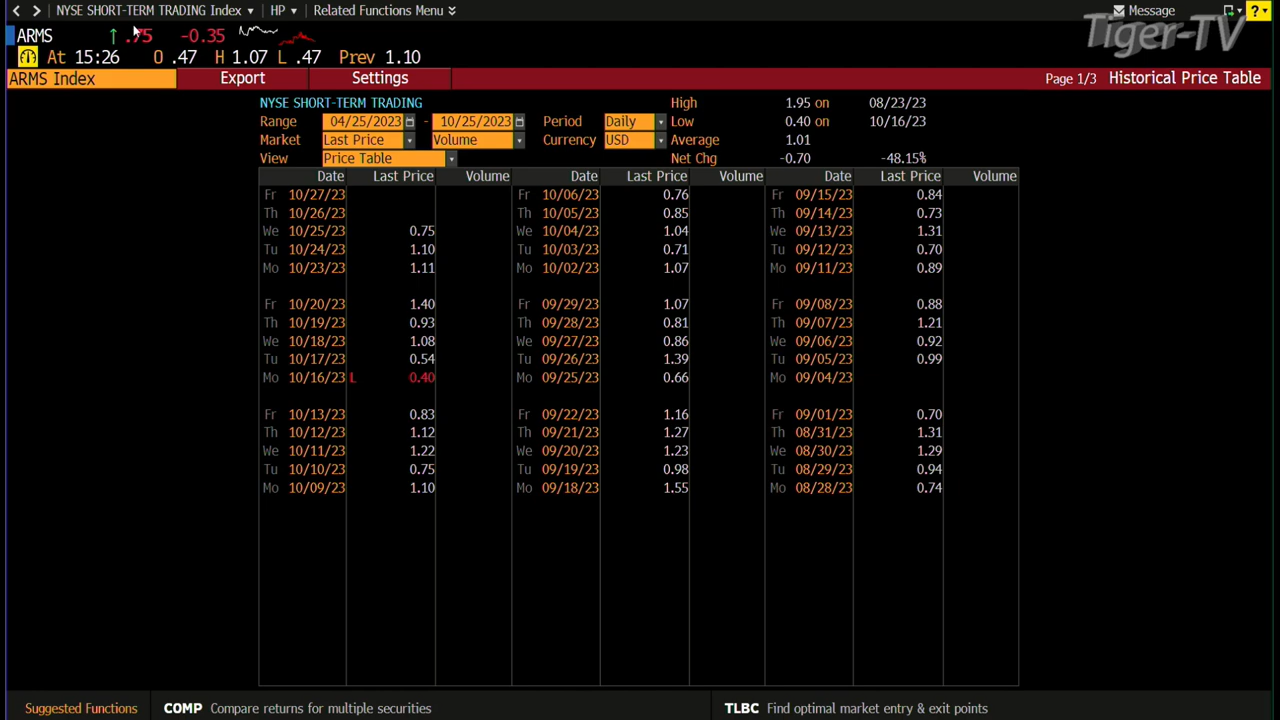 NYSE SHORT-TERM TRADING Index HP Related Functions Menu Message ?
Tiger-TV
ARMS ↑ .75 -0.35
At 15:26 O .47 H 1.07 L .47 Prev 1.10
ARMS Index Export Settings Page 1/3 Historical Price Table
NYSE SHORT-TERM TRADING High 1.95 on 08/23/23
Range 04/25/2023 - 10/25/2023 Period Daily Low 0.40 on 10/16/23
Market Last Price Volume Currency USD Average 1.01
View Price Table Net Chg -0.70 -48.15%
Date Last Price Volume Date Last Price Volume Date Last Price Volume
Fr 10/27/23 Fr 10/06/23 0.76 Fr 09/15/23 0.84
Th 10/26/23 Th 10/05/23 0.85 Th 09/14/23 0.73
We 10/25/23 0.75 We 10/04/23 1.04 We 09/13/23 1.31
Tu 10/24/23 1.10 Tu 10/03/23 0.71 Tu 09/12/23 0.70
Mo 10/23/23 1.11 Mo 10/02/23 1.07 Mo 09/11/23 0.89
Fr 10/20/23 1.40 Fr 09/29/23 1.07 Fr 09/08/23 0.88
Th 10/19/23 0.93 Th 09/28/23 0.81 Th 09/07/23 1.21
We 10/18/23 1.08 We 09/27/23 0.86 We 09/06/23 0.92
Tu 10/17/23 0.54 Tu 09/26/23 1.39 Tu 09/05/23 0.99
Mo 10/16/23 L 0.40 Mo 09/25/23 0.66 Mo 09/04/23
Fr 10/13/23 0.83 Fr 09/22/23 1.16 Fr 09/01/23 0.70
Th 10/12/23 1.12 Th 09/21/23 1.27 Th 08/31/23 1.31
We 10/11/23 1.22 We 09/20/23 1.23 We 08/30/23 1.29
Tu 10/10/23 0.75 Tu 09/19/23 0.98 Tu 08/29/23 0.94
Mo 10/09/23 1.10 Mo 09/18/23 1.55 Mo 08/28/23 0.74
Suggested Functions COMP Compare returns for multiple securities TLBC Find optimal market entry & exit points